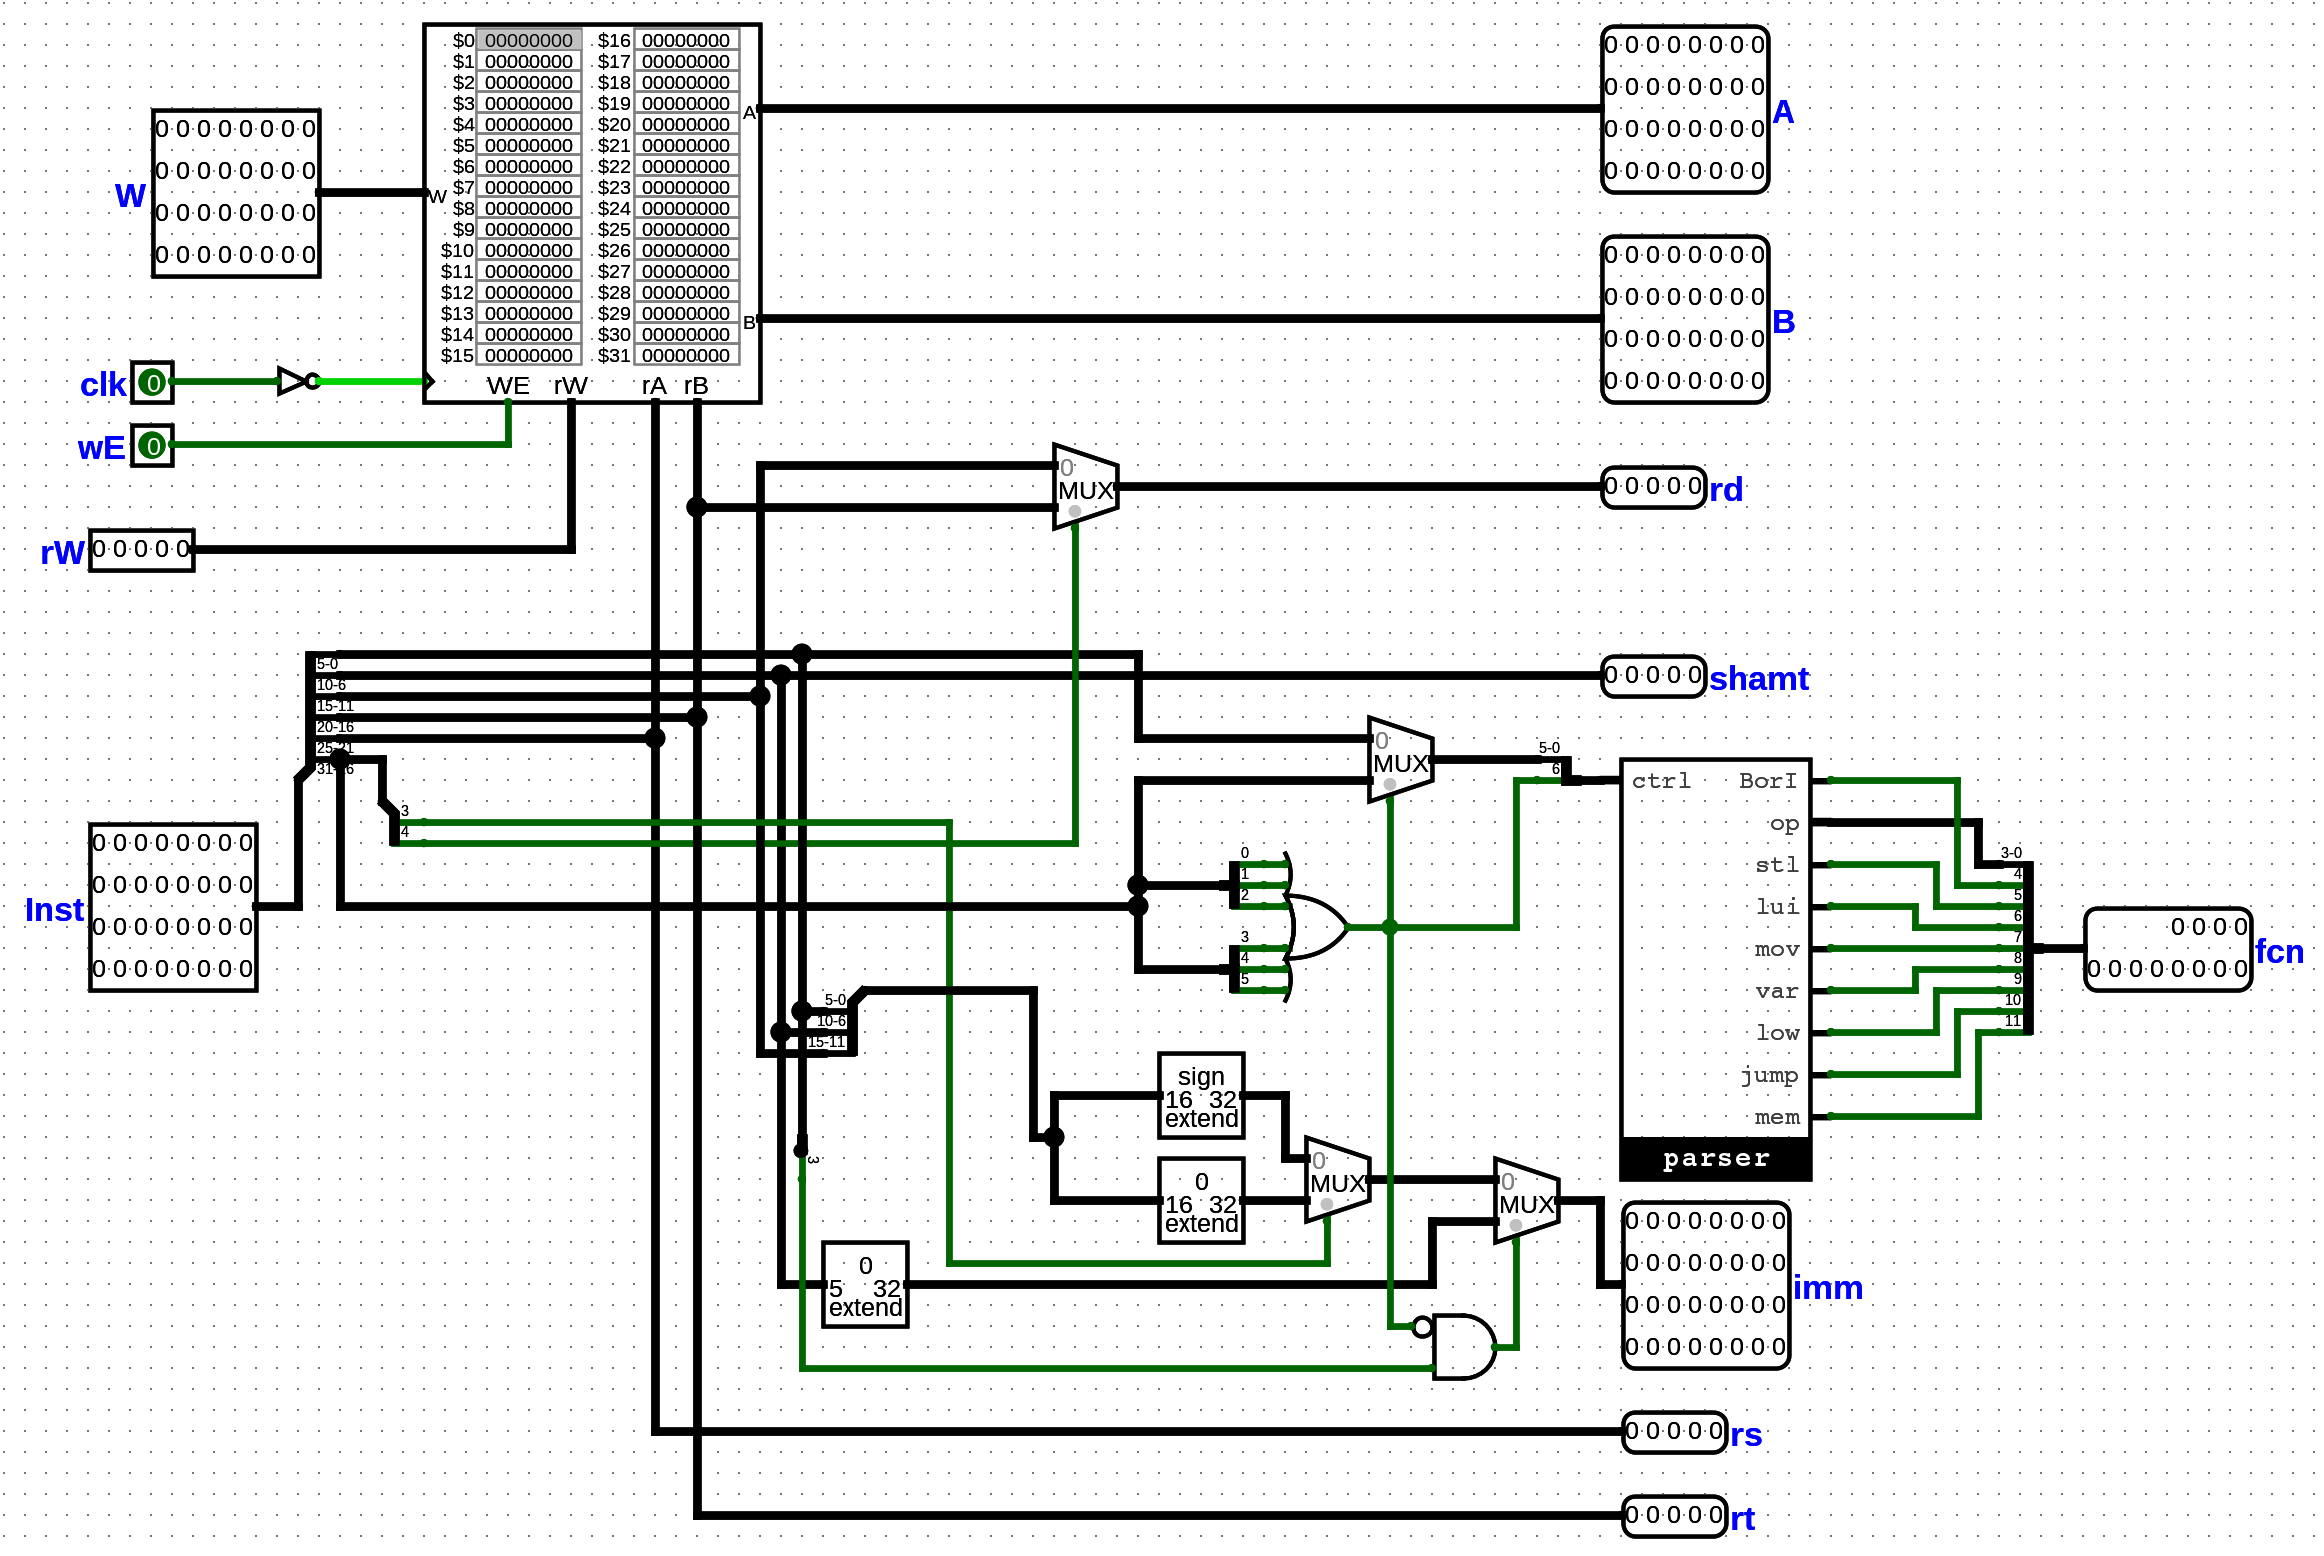 $0 00000000 $16 00000000
$1 00000000 $17 00000000
$2 00000000 $18 00000000
$3 00000000 $19 00000000
$4 00000000 $20 00000000
$5 00000000 $21 00000000
$6 00000000 $22 00000000
$7 00000000 $23 00000000
$8 00000000 $24 00000000
$9 00000000 $25 00000000
$10 00000000 $26 00000000
$11 00000000 $27 00000000
$12 00000000 $28 00000000
$13 00000000 $29 00000000
$14 00000000 $30 00000000
$15 00000000 $31 00000000
W
A
B
WE rW rA rB
0 0 0 0 0 0 0 0
0 0 0 0 0 0 0 0
0 0 0 0 0 0 0 0
0 0 0 0 0 0 0 0
W
0 0 0 0 0 0 0 0
0 0 0 0 0 0 0 0
0 0 0 0 0 0 0 0
0 0 0 0 0 0 0 0
A
0 0 0 0 0 0 0 0
0 0 0 0 0 0 0 0
0 0 0 0 0 0 0 0
0 0 0 0 0 0 0 0
B
clk 0
wE 0
rW 0 0 0 0 0
0
MUX
0 0 0 0 0 rd
5-0
10-6
15-11
20-16
25-21
31-26
0 0 0 0 0 shamt
3
4
0
MUX
5-0
6
0 0 0 0 0 0 0 0
0 0 0 0 0 0 0 0
0 0 0 0 0 0 0 0
0 0 0 0 0 0 0 0
Inst
0
1
2
3
4
5
ctrl BorI
op
stl
lui
mov
var
low
jump
mem
parser
3-0
4
5
6
7
8
9
10
11
0 0 0 0
0 0 0 0 0 0 0 0
fcn
5-0
10-6
15-11
3
sign
16 32
extend
0
16 32
extend
0
MUX
0
MUX
0
5 32
extend
0 0 0 0 0 0 0 0
0 0 0 0 0 0 0 0
0 0 0 0 0 0 0 0
0 0 0 0 0 0 0 0
imm
0 0 0 0 0 rs
0 0 0 0 0 rt